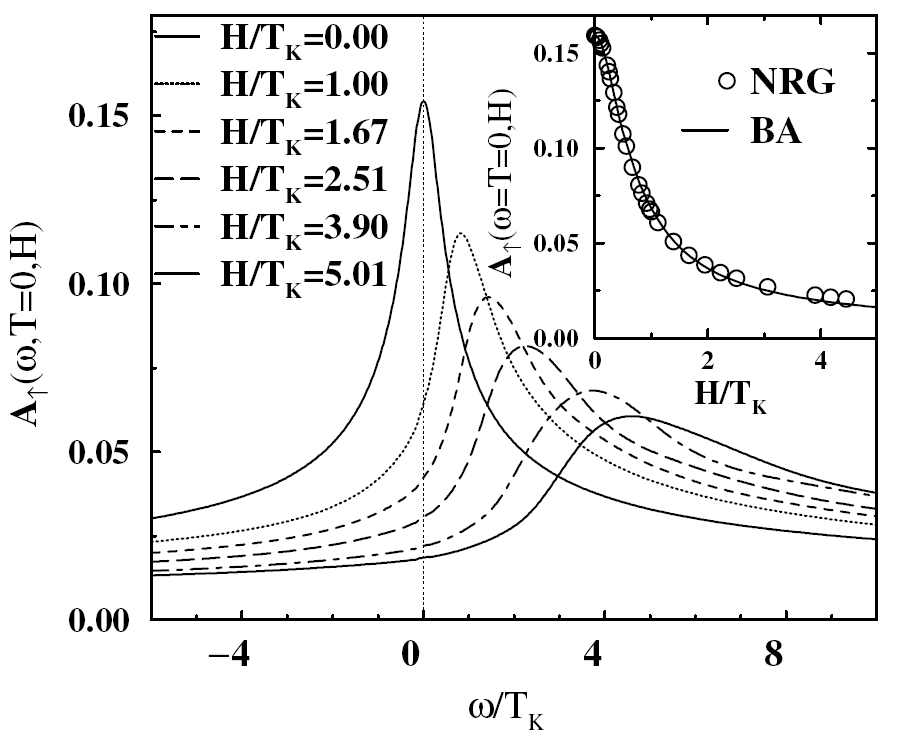 H/T_K=0.00
H/T_K=1.00
H/T_K=1.67
H/T_K=2.51
H/T_K=3.90
H/T_K=5.01
0.15
0.10
0.05
0.00
A↑(ω,T=0,H)
−4
0
4
8
ω/T_K
0.15
0.10
0.05
0.00
A↑(ω=T=0,H)
NRG
BA
0
2
4
H/T_K